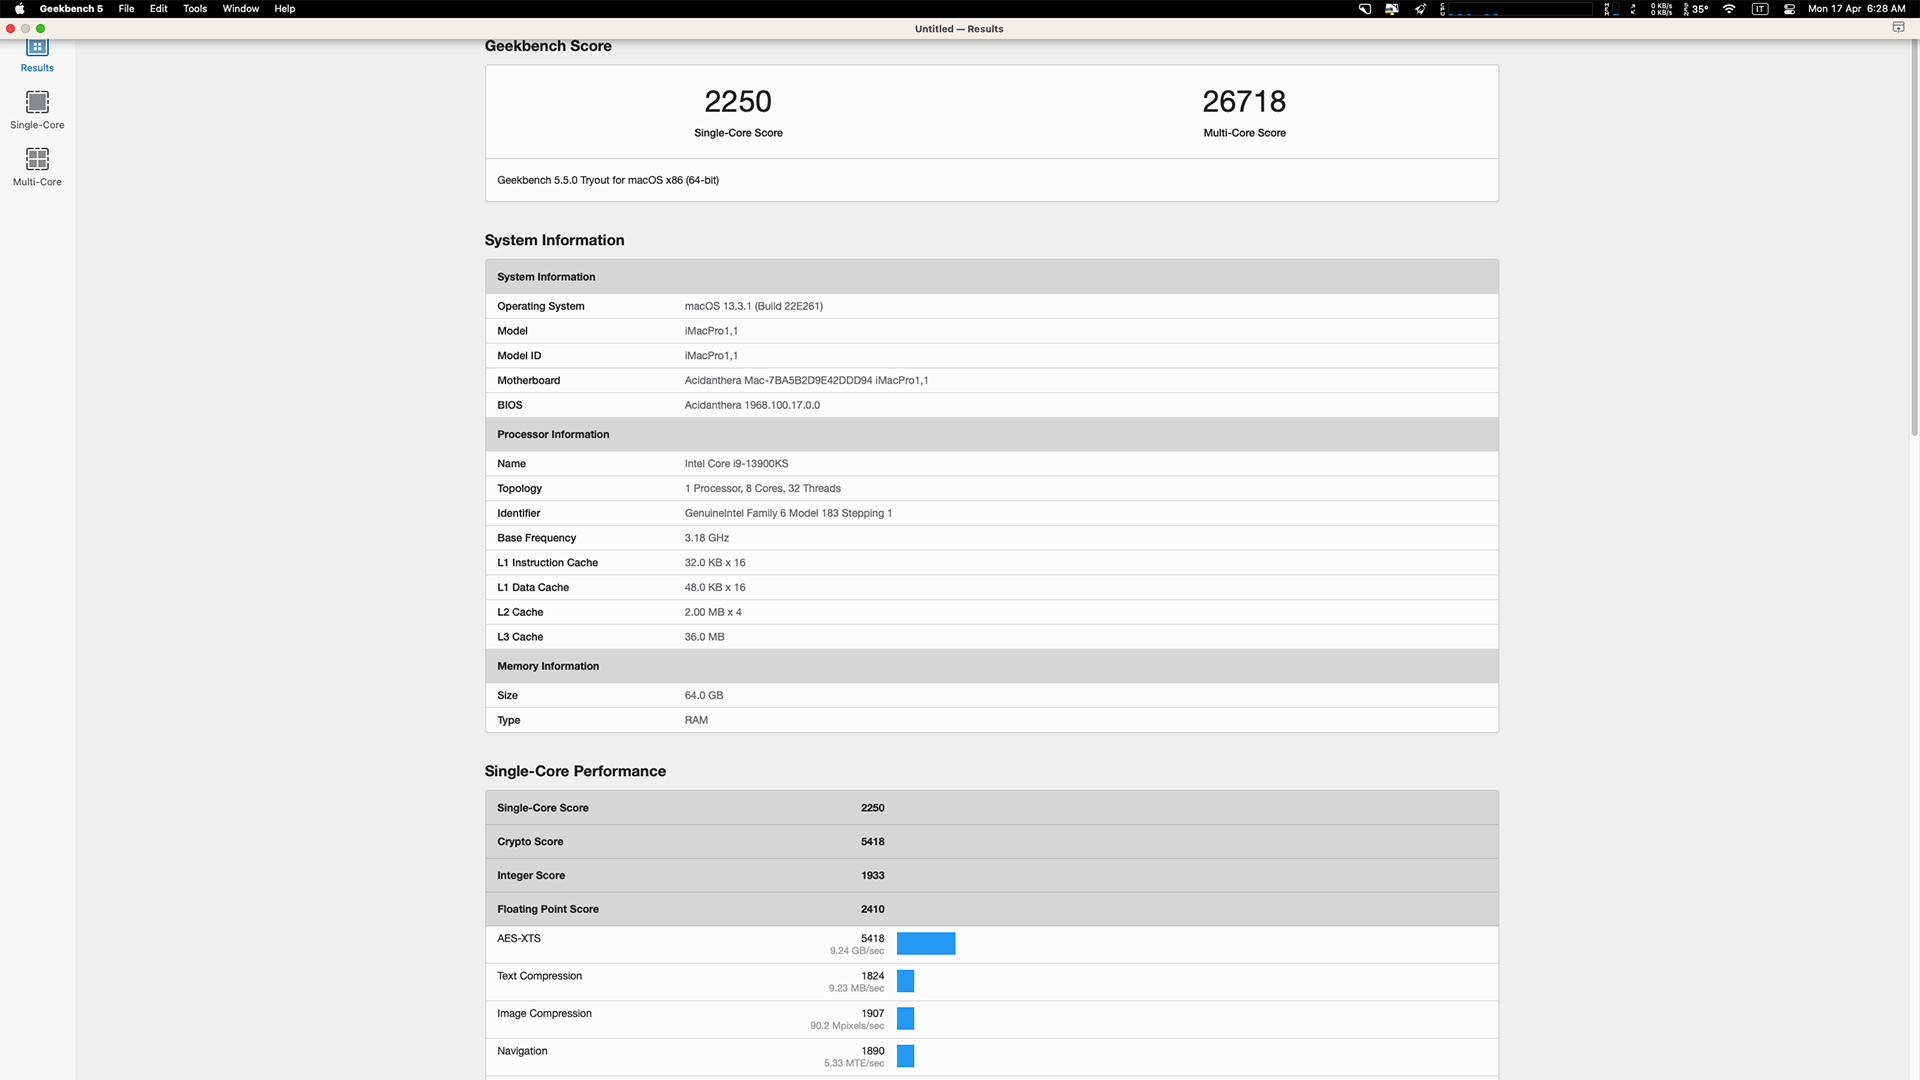 Geekbench 5 File Edit Tools Window Help 0 KB/s 0 KB/s 35° IT Mon 17 Apr 6:28 AM
Untitled — Results
Results
Single-Core
Multi-Core
Geekbench Score
2250 26718
Single-Core Score Multi-Core Score
Geekbench 5.5.0 Tryout for macOS x86 (64-bit)
System Information
System Information
Operating System macOS 13.3.1 (Build 22E261)
Model iMacPro1,1
Model ID iMacPro1,1
Motherboard Acidanthera Mac-7BA5B2D9E42DDD94 iMacPro1,1
BIOS Acidanthera 1968.100.17.0.0
Processor Information
Name Intel Core i9-13900KS
Topology 1 Processor, 8 Cores, 32 Threads
Identifier GenuineIntel Family 6 Model 183 Stepping 1
Base Frequency 3.18 GHz
L1 Instruction Cache 32.0 KB x 16
L1 Data Cache 48.0 KB x 16
L2 Cache 2.00 MB x 4
L3 Cache 36.0 MB
Memory Information
Size 64.0 GB
Type RAM
Single-Core Performance
Single-Core Score 2250
Crypto Score 5418
Integer Score 1933
Floating Point Score 2410
AES-XTS 5418
9.24 GB/sec
Text Compression 1824
9.23 MB/sec
Image Compression 1907
90.2 Mpixels/sec
Navigation 1890
5.33 MTE/sec